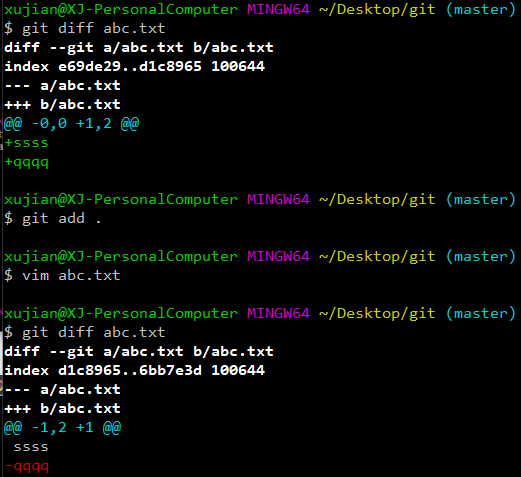 xujian@XJ-PersonalComputer MINGW64 ~/Desktop/git (master)
$ git diff abc.txt
diff --git a/abc.txt b/abc.txt
index e69de29..d1c8965 100644
--- a/abc.txt
+++ b/abc.txt
@@ -0,0 +1,2 @@
+ssss
+qqqq
xujian@XJ-PersonalComputer MINGW64 ~/Desktop/git (master)
$ git add .
xujian@XJ-PersonalComputer MINGW64 ~/Desktop/git (master)
$ vim abc.txt
xujian@XJ-PersonalComputer MINGW64 ~/Desktop/git (master)
$ git diff abc.txt
diff --git a/abc.txt b/abc.txt
index d1c8965..6bb7e3d 100644
--- a/abc.txt
+++ b/abc.txt
@@ -1,2 +1 @@
 ssss
-qqqq